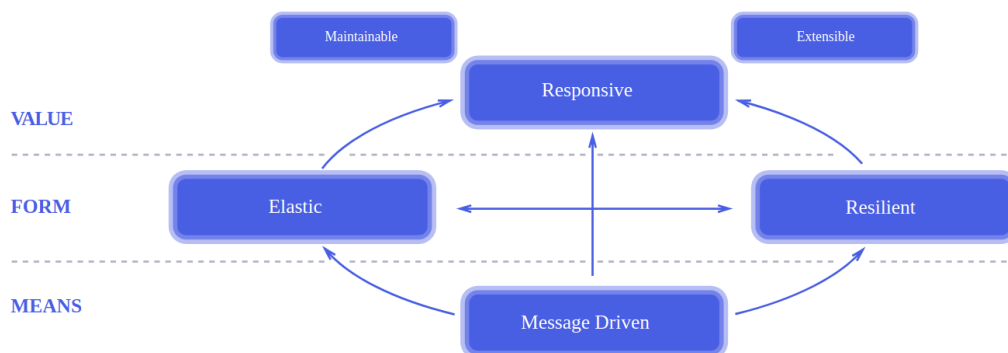 Maintainable
Extensible
Responsive
VALUE
FORM
Elastic
Resilient
MEANS
Message Driven